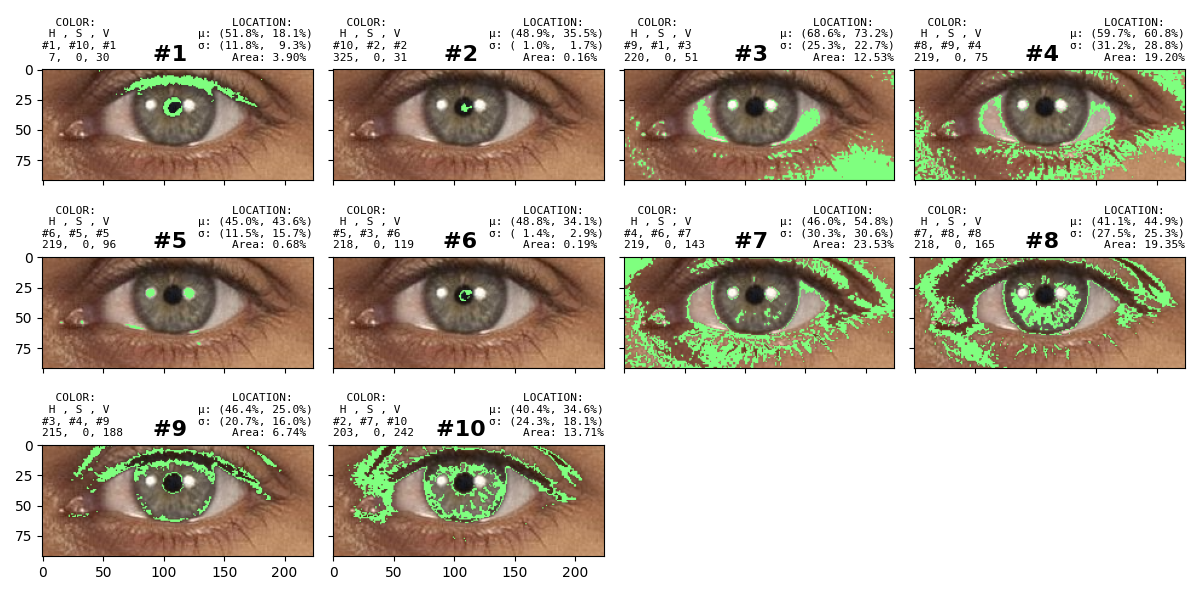 COLOR: LOCATION:
H , S , V μ: (51.8%, 18.1%)
#1, #10, #1 σ: (11.8%,  9.3%)
7,  0, 30 #1 Area: 3.90%
COLOR: LOCATION:
H , S , V μ: (48.9%, 35.5%)
#10, #2, #2 σ: ( 1.0%,  1.7%)
325,  0, 31 #2 Area: 0.16%
COLOR: LOCATION:
H , S , V μ: (68.6%, 73.2%)
#9, #1, #3 σ: (25.3%, 22.7%)
220,  0, 51 #3 Area: 12.53%
COLOR: LOCATION:
H , S , V μ: (59.7%, 60.8%)
#8, #9, #4 σ: (31.2%, 28.8%)
219,  0, 75 #4 Area: 19.20%
0
25
50
75
COLOR: LOCATION:
H , S , V μ: (45.0%, 43.6%)
#6, #5, #5 σ: (11.5%, 15.7%)
219,  0, 96 #5 Area: 0.68%
COLOR: LOCATION:
H , S , V μ: (48.8%, 34.1%)
#5, #3, #6 σ: ( 1.4%,  2.9%)
218,  0, 119 #6 Area: 0.19%
COLOR: LOCATION:
H , S , V μ: (46.0%, 54.8%)
#4, #6, #7 σ: (30.3%, 30.6%)
219,  0, 143 #7 Area: 23.53%
COLOR: LOCATION:
H , S , V μ: (41.1%, 44.9%)
#7, #8, #8 σ: (27.5%, 25.3%)
218,  0, 165 #8 Area: 19.35%
0
25
50
75
COLOR: LOCATION:
H , S , V μ: (46.4%, 25.0%)
#3, #4, #9 σ: (20.7%, 16.0%)
215,  0, 188 #9 Area: 6.74%
COLOR: LOCATION:
H , S , V μ: (40.4%, 34.6%)
#2, #7, #10 σ: (24.3%, 18.1%)
203,  0, 242 #10 Area: 13.71%
0
25
50
75
0 50 100 150 200
0 50 100 150 200